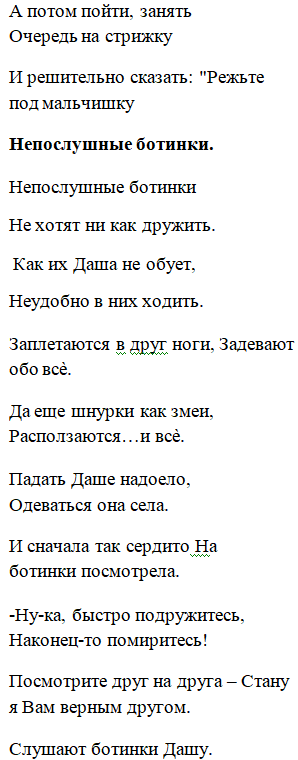 А потом пойти, занять
Очередь на стрижку
И решительно сказать: "Режьте
под мальчишку
Непослушные ботинки.
Непослушные ботинки
Не хотят ни как дружить.
Как их Даша не обует,
Неудобно в них ходить.
Заплетаются в друг ноги, Задевают
обо всѐ.
Да еще шнурки как змеи,
Расползаются…и всѐ.
Падать Даше надоело,
Одеваться она села.
И сначала так сердито На
ботинки посмотрела.
-Ну-ка, быстро подружитесь,
Наконец-то помиритесь!
Посмотрите друг на друга – Стану
я Вам верным другом.
Слушают ботинки Дашу.